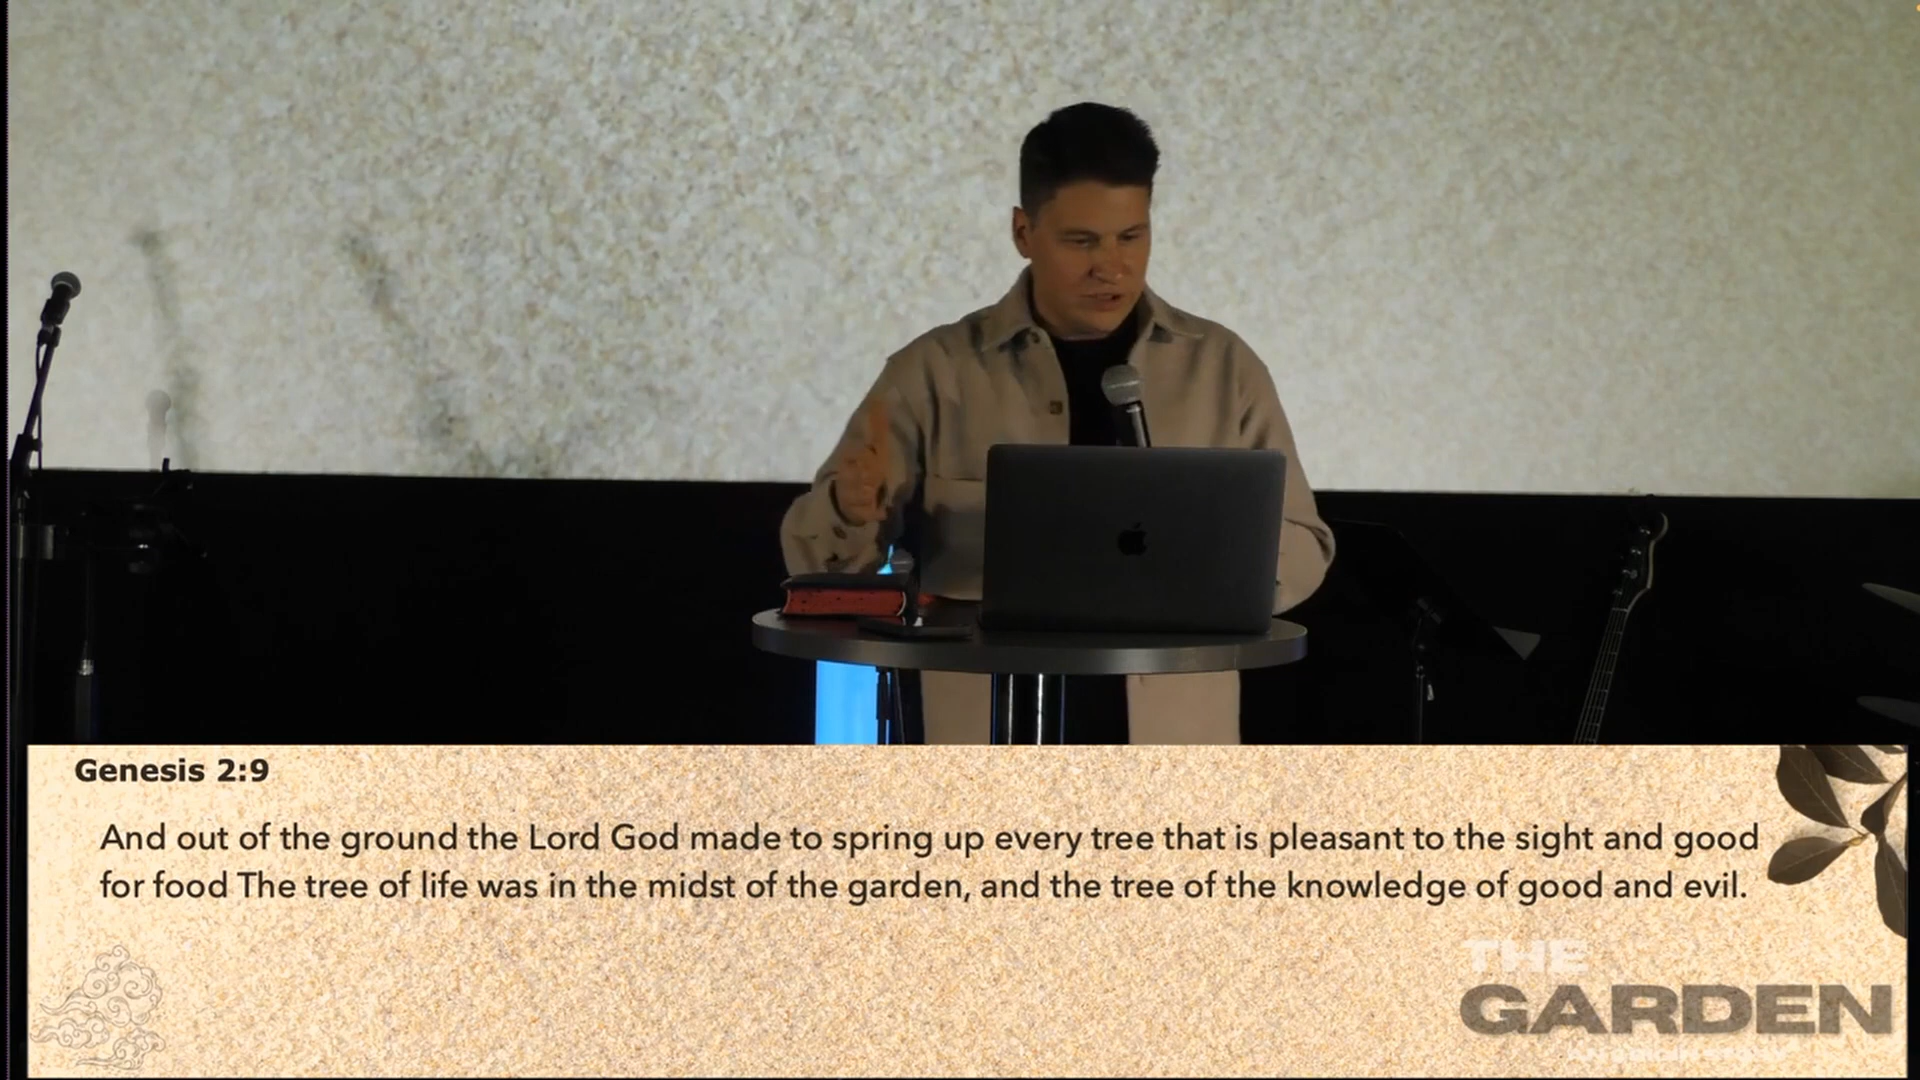 Genesis 2:9
And out of the ground the Lord God made to spring up every tree that is pleasant to the sight and good
for food The tree of life was in the midst of the garden, and the tree of the knowledge of good and evil.
THE
GARDEN